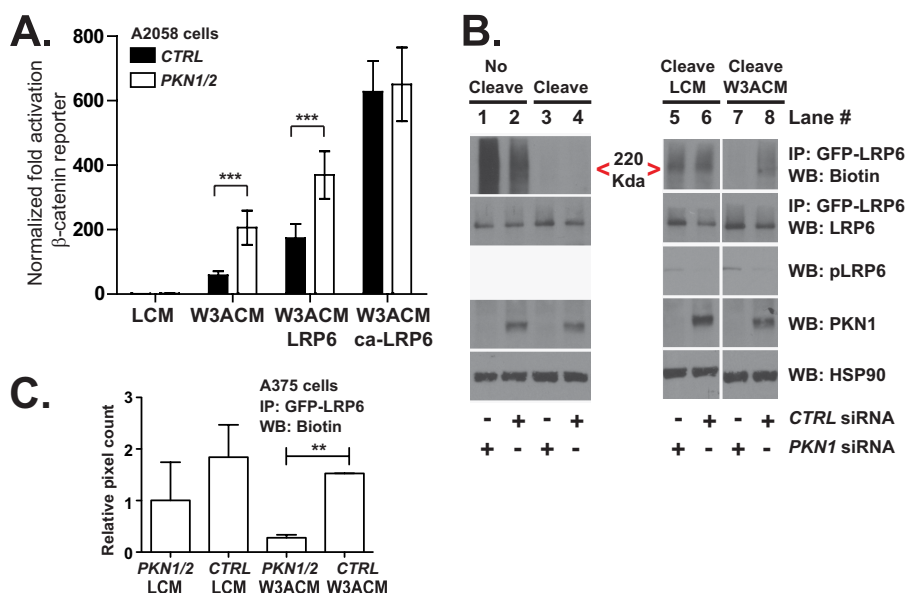 A.
A2058 cells
CTRL
PKN1/2
Normalized fold activation
β-catenin reporter
800
600
400
200
0
***
***
LCM
W3ACM
W3ACM
LRP6
W3ACM
ca-LRP6
B.
No
Cleave
Cleave
Cleave
LCM
Cleave
W3ACM
1 2 3 4 5 6 7 8 Lane #
< 220 >
Kda
IP: GFP-LRP6
WB: Biotin
IP: GFP-LRP6
WB: LRP6
WB: pLRP6
WB: PKN1
WB: HSP90
- + - + - + - + CTRL siRNA
+ - + - + - + - PKN1 siRNA
C.
A375 cells
IP: GFP-LRP6
WB: Biotin
Relative pixel count
3
2
1
0
**
PKN1/2
LCM
CTRL
LCM
PKN1/2
W3ACM
CTRL
W3ACM